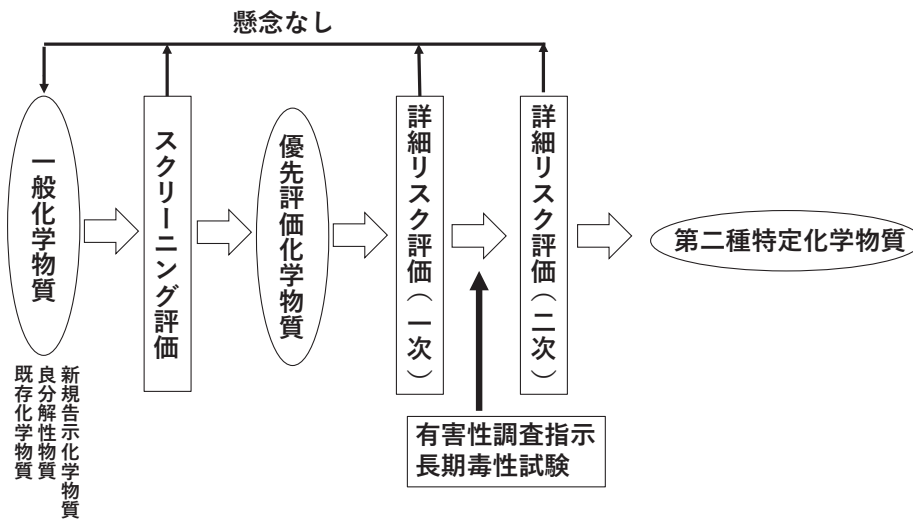 懸念なし
一般化学物質
スクリーニング評価
優先評価化学物質
詳細リスク評価(一次)
詳細リスク評価(二次)
第二種特定化学物質
新規告示化学物質
良分解性物質
既存化学物質
有害性調査指示
長期毒性試験